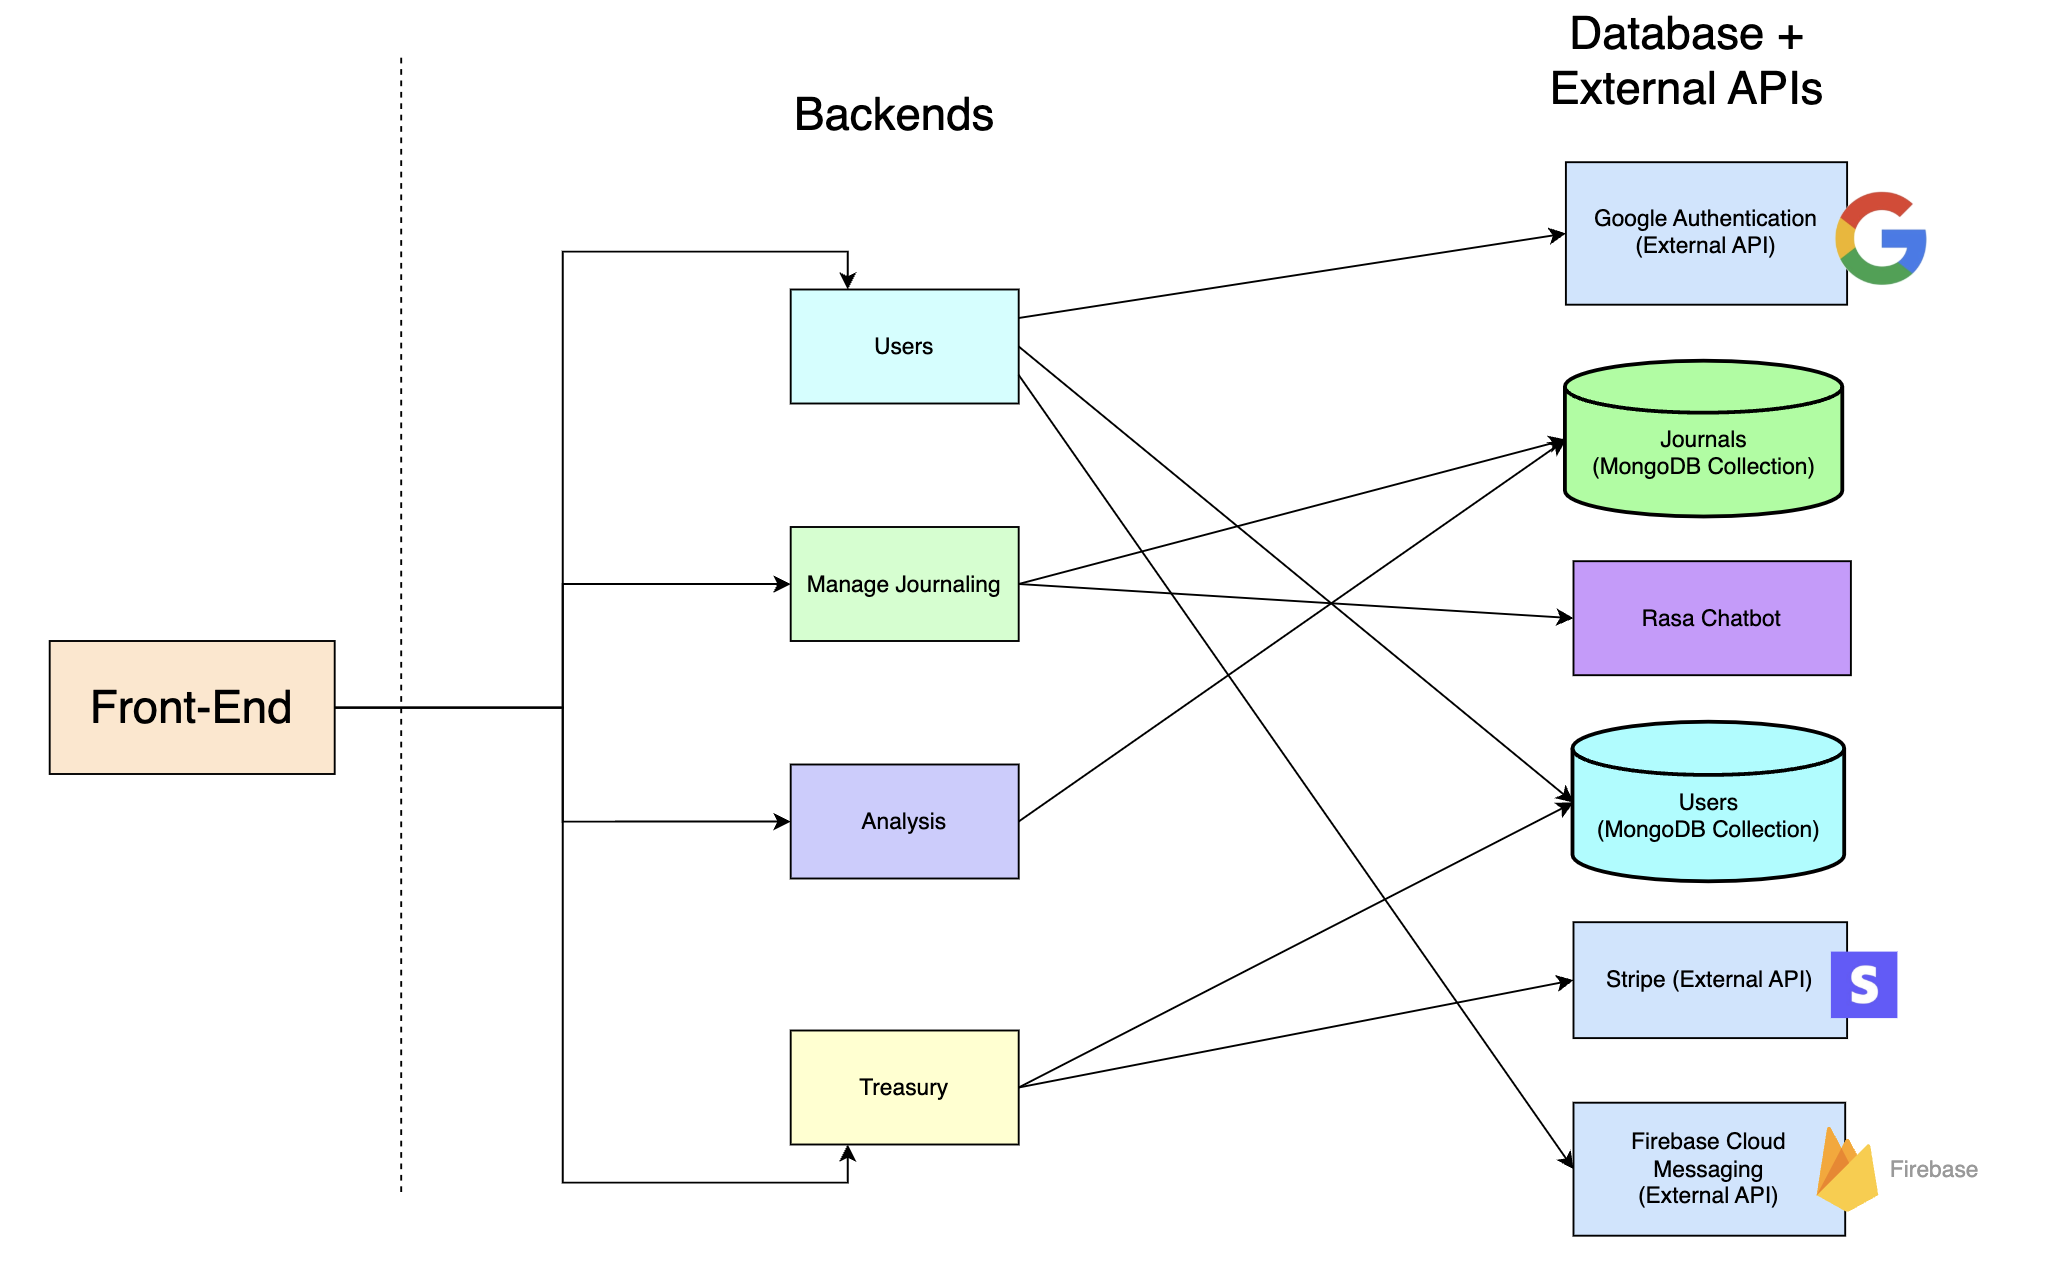 Database +
External APIs
Backends
Google Authentication
(External API)
Users
Journals
(MongoDB Collection)
Manage Journaling
Rasa Chatbot
Front-End
Analysis
Users
(MongoDB Collection)
Stripe (External API)
S
Treasury
Firebase Cloud
Messaging
(External API)
Firebase